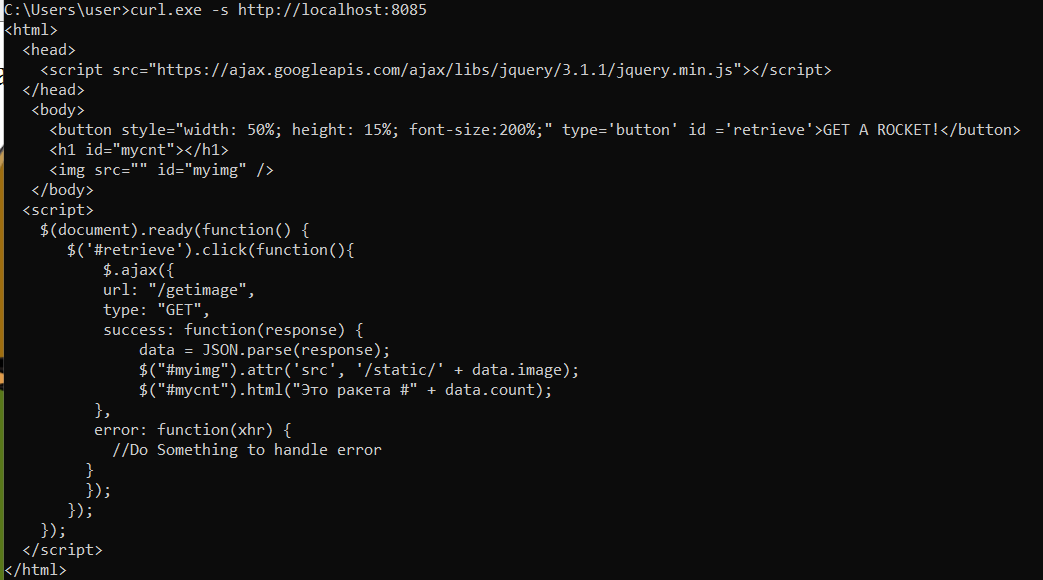 C:\Users\user>curl.exe -s http://localhost:8085
<html>
  <head>
    <script src="https://ajax.googleapis.com/ajax/libs/jquery/3.1.1/jquery.min.js"></script>
  </head>
   <body>
     <button style="width: 50%; height: 15%; font-size:200%;" type='button' id ='retrieve'>GET A ROCKET!</button>
     <h1 id="mycnt"></h1>
     <img src="" id="myimg" />
   </body>
  <script>
    $(document).ready(function() {
       $('#retrieve').click(function(){
           $.ajax({
           url: "/getimage",
           type: "GET",
           success: function(response) {
               data = JSON.parse(response);
               $("#myimg").attr('src', '/static/' + data.image);
               $("#mycnt").html("Это ракета #" + data.count);
          },
          error: function(xhr) {
            //Do Something to handle error
         }
         });
       });
    });
  </script>
</html>